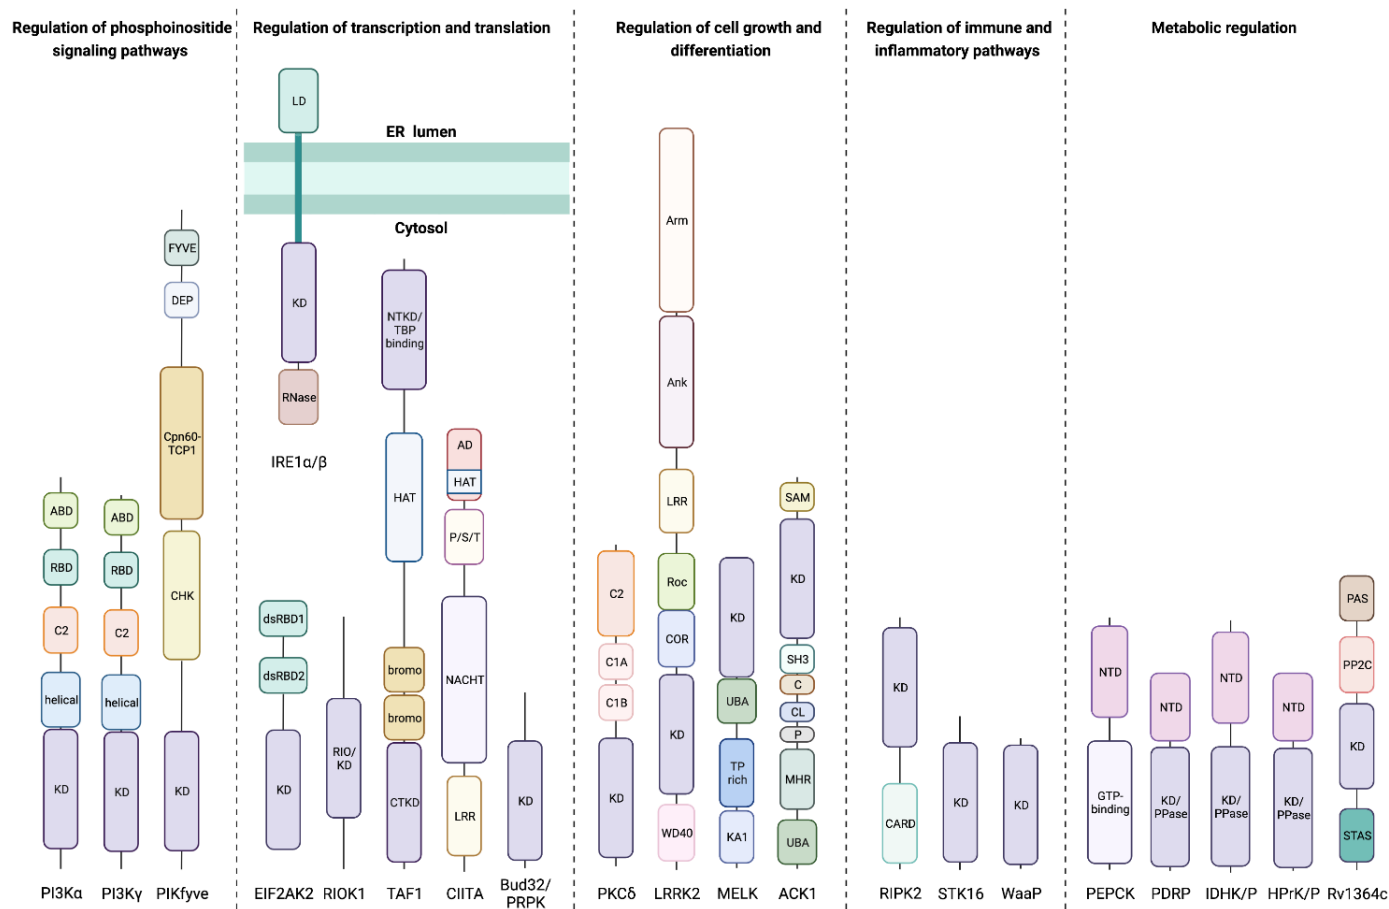 Regulation of phosphoinositide
signaling pathways
Regulation of transcription and translation
Regulation of cell growth and
differentiation
Regulation of immune and
inflammatory pathways
Metabolic regulation
FYVE
DEP
Cpn60-
TCP1
CHK
KD
PIKfyve
ABD
RBD
C2
helical
KD
PI3Kα
ABD
RBD
C2
helical
KD
PI3Kγ
LD
ER lumen
Cytosol
KD
RNase
IRE1α/β
dsRBD1
dsRBD2
KD
EIF2AK2
RIO/
KD
RIOK1
NTKD/
TBP
binding
HAT
bromo
bromo
CTKD
TAF1
AD
HAT
P/S/T
NACHT
LRR
CIITA
KD
Bud32/
PRPK
C2
C1A
C1B
KD
PKCδ
Arm
Ank
LRR
Roc
COR
KD
WD40
LRRK2
KD
UBA
TP
rich
KA1
MELK
SAM
KD
SH3
C
CL
P
MHR
UBA
ACK1
KD
CARD
RIPK2
KD
STK16
KD
WaaP
NTD
GTP-
binding
PEPCK
NTD
KD/
PPase
PDRP
NTD
KD/
PPase
IDHK/P
NTD
KD/
PPase
HPrK/P
PAS
PP2C
KD
STAS
Rv1364c